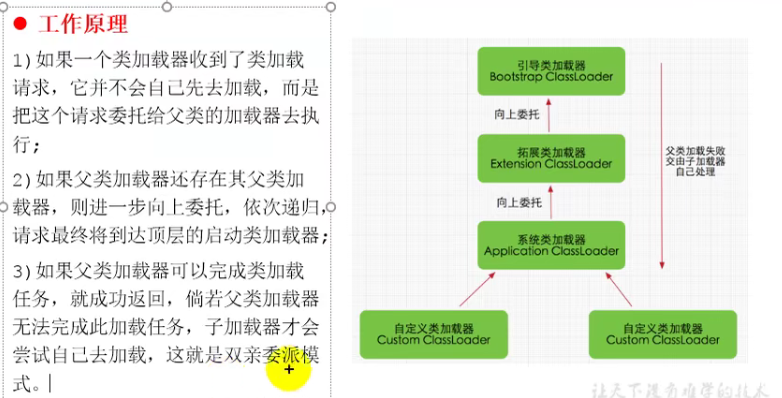 ● 工作原理
1)如果一个类加载器收到了类加载
请求，它并不会自己先去加载，而是
把这个请求委托给父类的加载器去执
行；
2)如果父类加载器还存在其父类加
载器，则进一步向上委托，依次递归，
请求最终将到达顶层的启动类加载器；
3)如果父类加载器可以完成类加载
任务，就成功返回，倘若父类加载器
无法完成此加载任务，子加载器才会
尝试自己去加载，这就是双亲委派模
式。
引导类加载器
Bootstrap ClassLoader
向上委托
拓展类加载器
Extension ClassLoader
向上委托
系统类加载器
Application ClassLoader
父类加载失败
交由子加载器
自己处理
自定义类加载器
Custom ClassLoader
自定义类加载器
Custom ClassLoader
让天下没有难学的技术